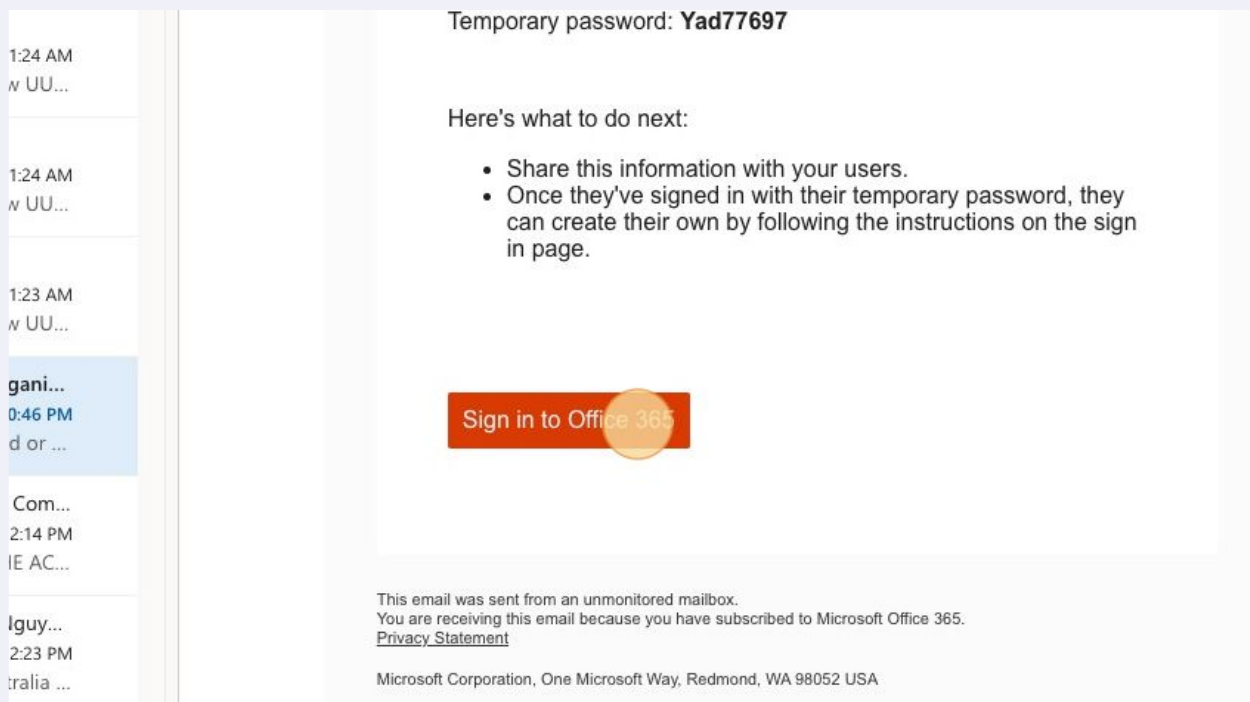 Temporary password: Yad77697
1:24 AM
w UU...
Here's what to do next:
1:24 AM
w UU...
• Share this information with your users.
• Once they've signed in with their temporary password, they
can create their own by following the instructions on the sign
in page.
1:23 AM
w UU...
gani...
0:46 PM
d or ...
Sign in to Office 365
Com...
2:14 PM
IE AC...
Nguy...
2:23 PM
tralia ...
This email was sent from an unmonitored mailbox.
You are receiving this email because you have subscribed to Microsoft Office 365.
Privacy Statement
Microsoft Corporation, One Microsoft Way, Redmond, WA 98052 USA